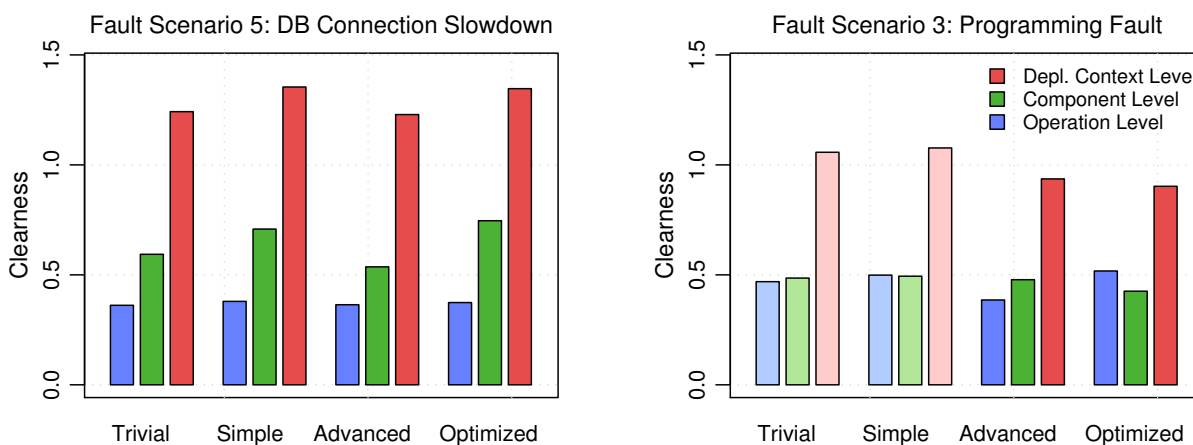 Fault Scenario 5: DB Connection Slowdown
Clearness
1.5
1.0
0.5
0.0
Trivial Simple Advanced Optimized
Fault Scenario 3: Programming Fault
Clearness
1.5
1.0
0.5
0.0
Depl. Context Leve
Component Level
Operation Level
Trivial Simple Advanced Optimized